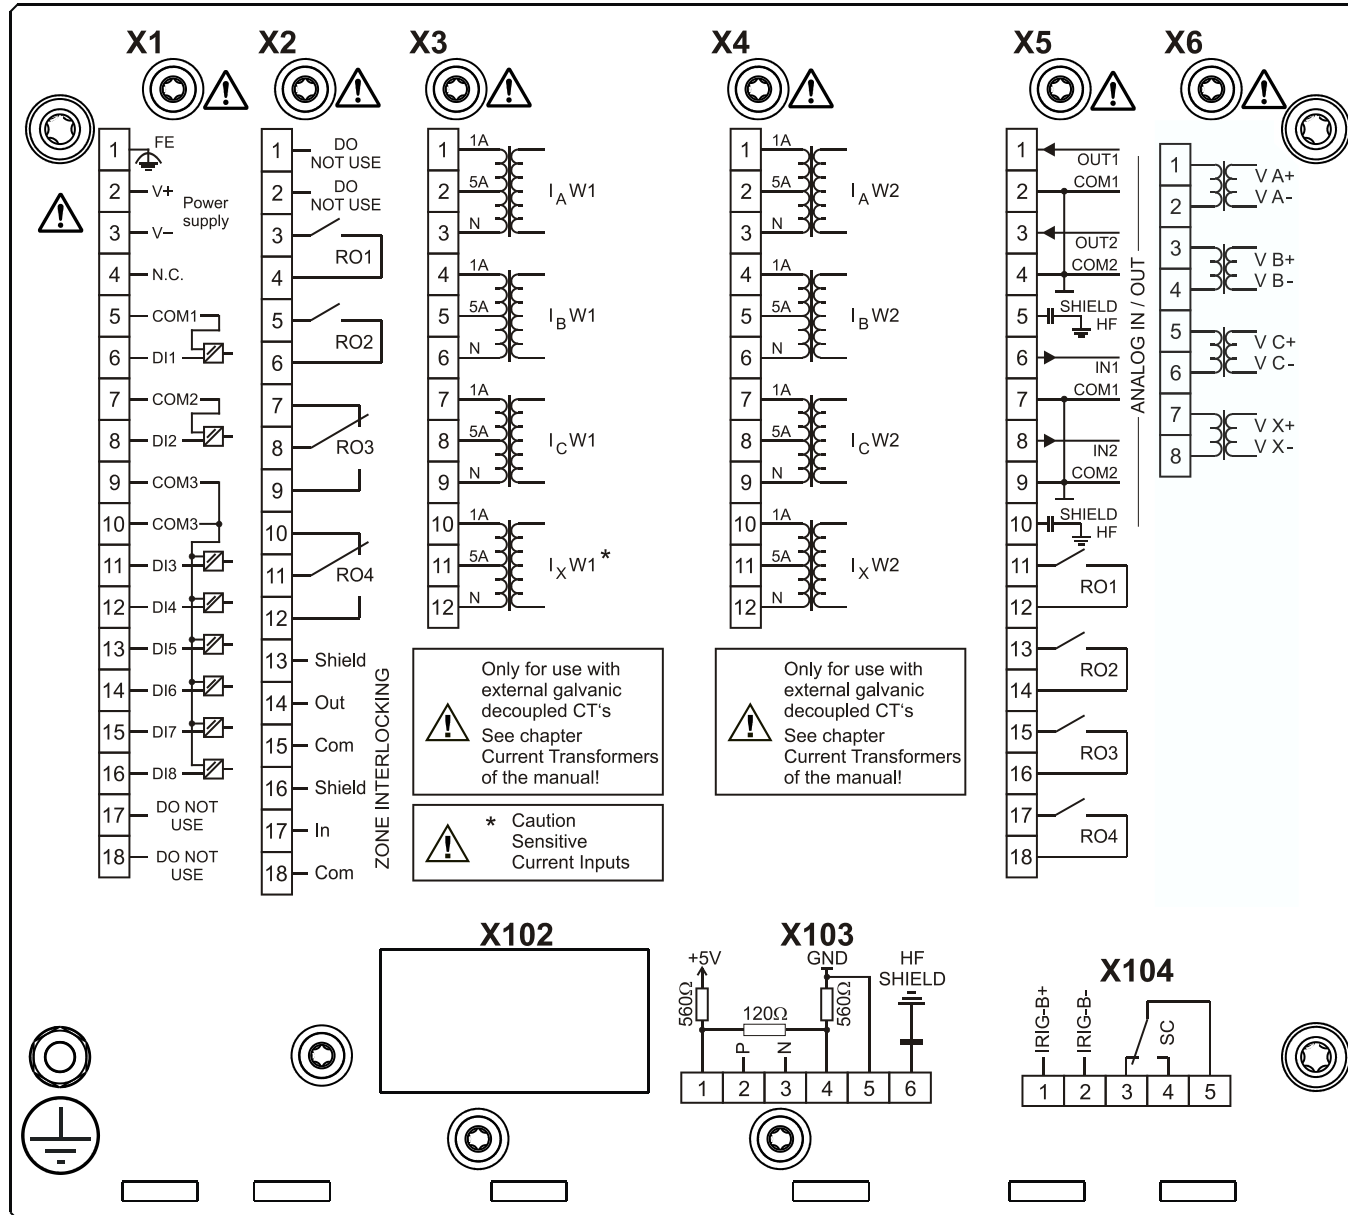 X1
1
FE
2
V+
Power
supply
3
V–
4
N.C.
5
COM1
6
DI1
7
COM2
8
DI2
9
COM3
10
COM3
11
DI3
12
DI4
13
DI5
14
DI6
15
DI7
16
DI8
17
DO NOT
USE
18
DO NOT
USE
X2
1
DO
NOT USE
2
DO
NOT USE
3
RO1
4
5
RO2
6
7
8
RO3
9
10
11
RO4
12
13
Shield
14
Out
15
Com
16
Shield
17
In
18
Com
ZONE INTERLOCKING
X3
1
1A
2
5A
IA W1
3
N
4
1A
5
5A
IB W1
6
N
7
1A
8
5A
IC W1
9
N
10
1A
11
5A
IX W1*
12
N
Only for use with
external galvanic
decoupled CT‘s
See chapter
Current Transformers
of the manual!
* Caution
Sensitive
Current Inputs
X4
1
1A
2
5A
IA W2
3
N
4
1A
5
5A
IB W2
6
N
7
1A
8
5A
IC W2
9
N
10
1A
11
5A
IX W2
12
N
Only for use with
external galvanic
decoupled CT‘s
See chapter
Current Transformers
of the manual!
X5
1
OUT1
2
COM1
3
OUT2
4
COM2
5
SHIELD
HF
6
IN1
7
COM1
8
IN2
9
COM2
10
SHIELD
HF
ANALOG IN / OUT
11
RO1
12
13
RO2
14
15
RO3
16
17
RO4
18
X6
1
V A+
2
V A-
3
V B+
4
V B-
5
V C+
6
V C-
7
V X+
8
V X-
X102
X103
+5V
GND
HF
SHIELD
560Ω
120Ω
560Ω
P
N
1 2 3 4 5 6
X104
IRIG-B+
IRIG-B-
SC
1 2 3 4 5